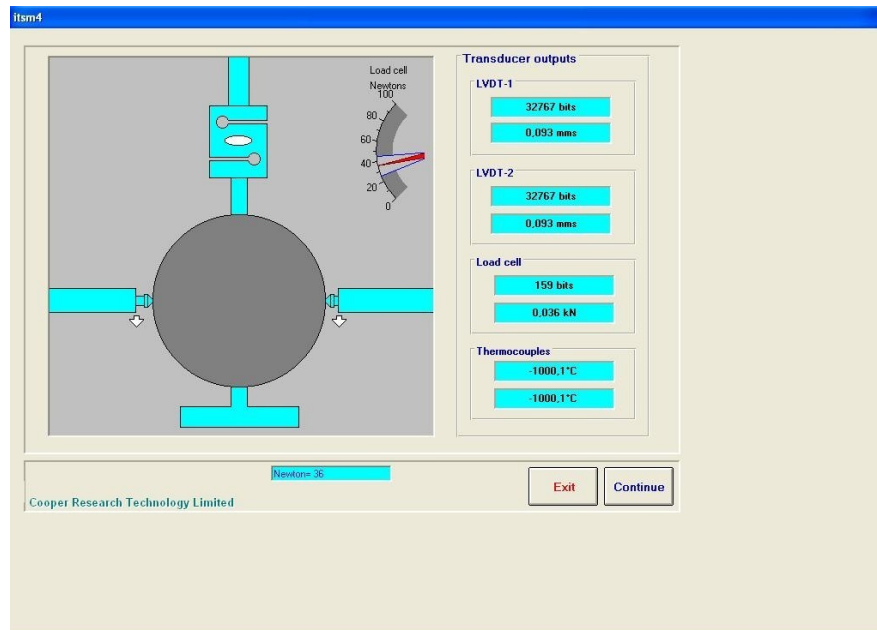 itsm4
Load cell
Newtons
100
80
60
40
20
0
Transducer outputs
LVDT-1
32767 bits
0,093 mms
LVDT-2
32767 bits
0,093 mms
Load cell
159 bits
0,036 kN
Thermocouples
-1000,1°C
-1000,1°C
Newton= 36
Exit
Continue
Cooper Research Technology Limited